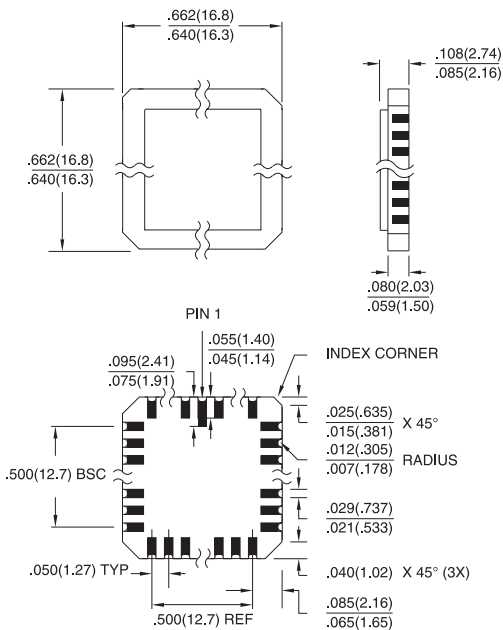 .662(16.8)
.640(16.3)
.108(2.74)
.085(2.16)
.662(16.8)
.640(16.3)
.080(2.03)
.059(1.50)
PIN 1
.055(1.40)
.045(1.14)
INDEX CORNER
.095(2.41)
.075(1.91)
.025(.635)
.015(.381) X 45°
.012(.305)
.007(.178) RADIUS
.500(12.7) BSC
.029(.737)
.021(.533)
.050(1.27) TYP
.040(1.02) X 45° (3X)
.500(12.7) REF
.085(2.16)
.065(1.65)